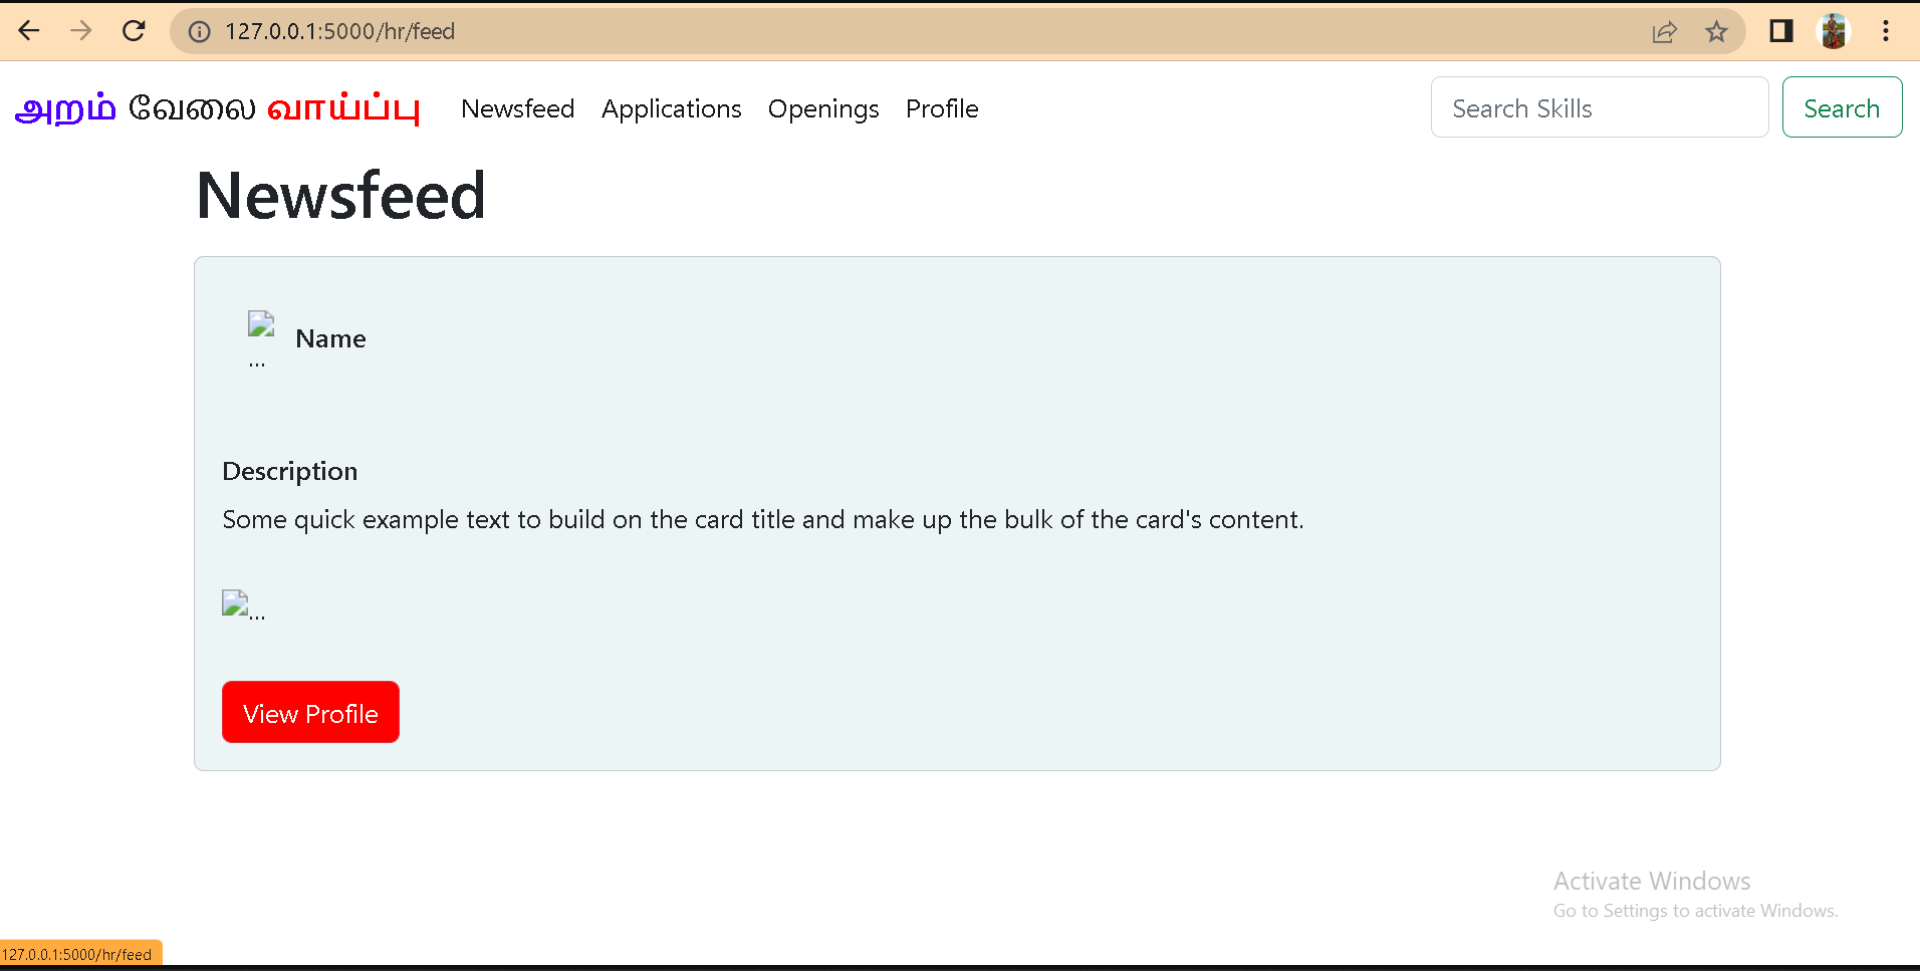 127.0.0.1:5000/hr/feed
அறம் வேலை வாய்ப்பு Newsfeed Applications Openings Profile Search Skills Search
Newsfeed
... Name
Description
Some quick example text to build on the card title and make up the bulk of the card's content.
...
View Profile
Activate Windows
Go to Settings to activate Windows.
127.0.0.1:5000/hr/feed